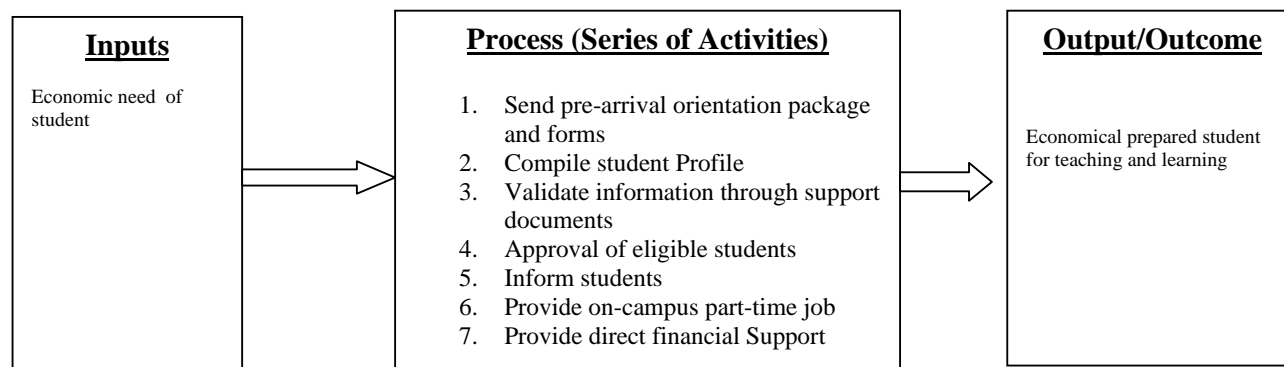 Inputs
Economic need of
student
Process (Series of Activities)
1. Send pre-arrival orientation package
and forms
2. Compile student Profile
3. Validate information through support
documents
4. Approval of eligible students
5. Inform students
6. Provide on-campus part-time job
7. Provide direct financial Support
Output/Outcome
Economical prepared student
for teaching and learning